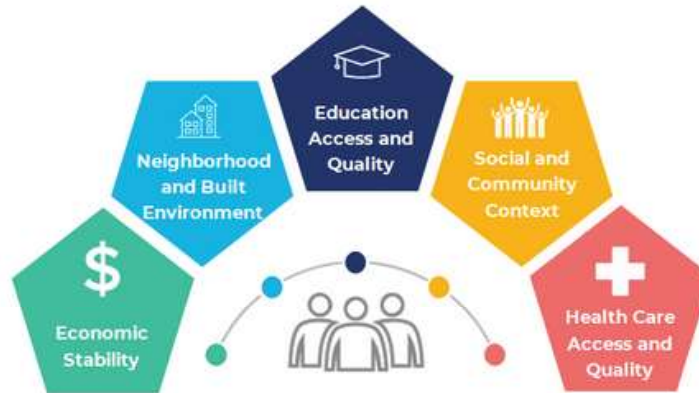 Economic
Stability
Neighborhood
and Built
Environment
Education
Access and
Quality
Social and
Community
Context
Health Care
Access and
Quality